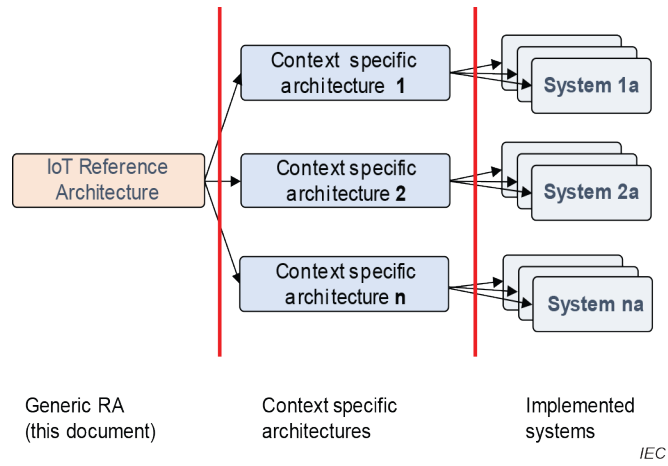 IoT Reference
Architecture
Context specific
architecture 1
Context specific
architecture 2
Context specific
architecture n
System 1a
System 2a
System na
Generic RA
(this document)
Context specific
architectures
Implemented
systems
IEC